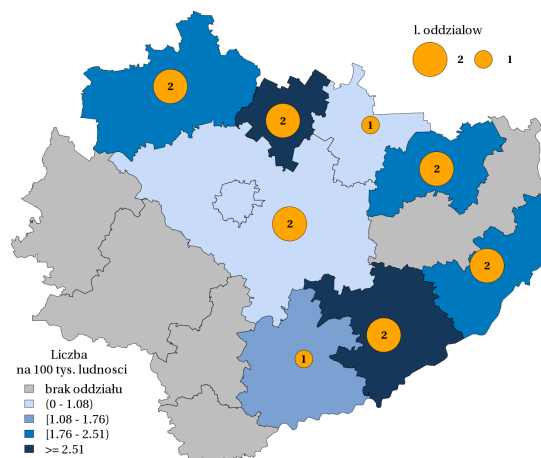 l. oddzialow
2 1
2
2
1
2
2
2
2
1
Liczba
na 100 tys. ludnosci
brak oddziału
(0 - 1.08)
[1.08 - 1.76)
[1.76 - 2.51)
>= 2.51